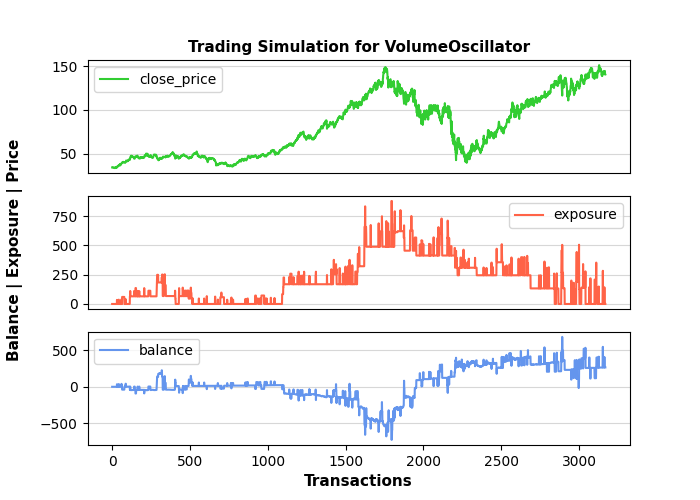 Trading Simulation for VolumeOscillator
150
100
50
close_price
750
500
250
0
exposure
500
0
−500
balance
0
500
1000
1500
2000
2500
3000
Transactions
Balance | Exposure | Price